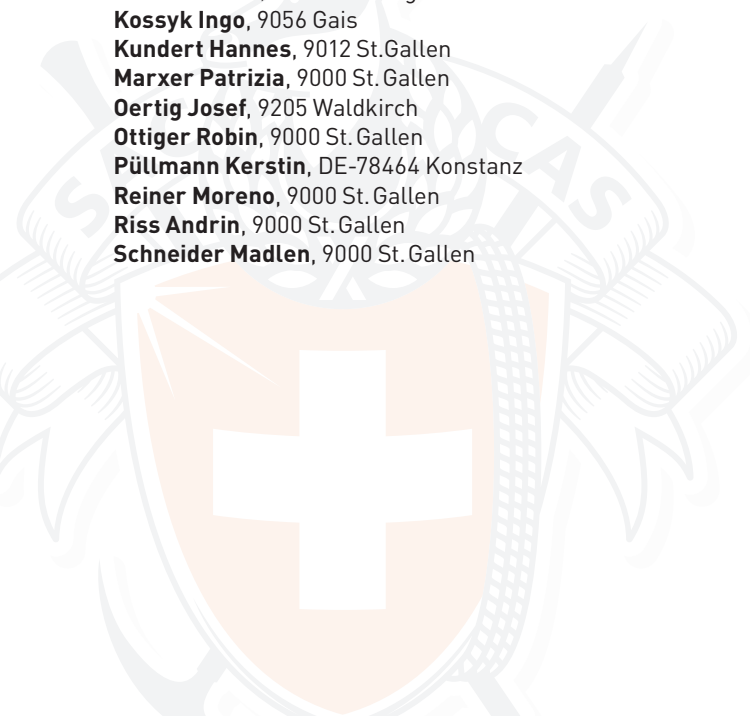 Kossyk Ingo, 9056 Gais
Kundert Hannes, 9012 St.Gallen
Marxer Patrizia, 9000 St.Gallen
Oertig Josef, 9205 Waldkirch
Ottiger Robin, 9000 St.Gallen
Püllmann Kerstin, DE-78464 Konstanz
Reiner Moreno, 9000 St.Gallen
Riss Andrin, 9000 St.Gallen
Schneider Madlen, 9000 St.Gallen
CAS